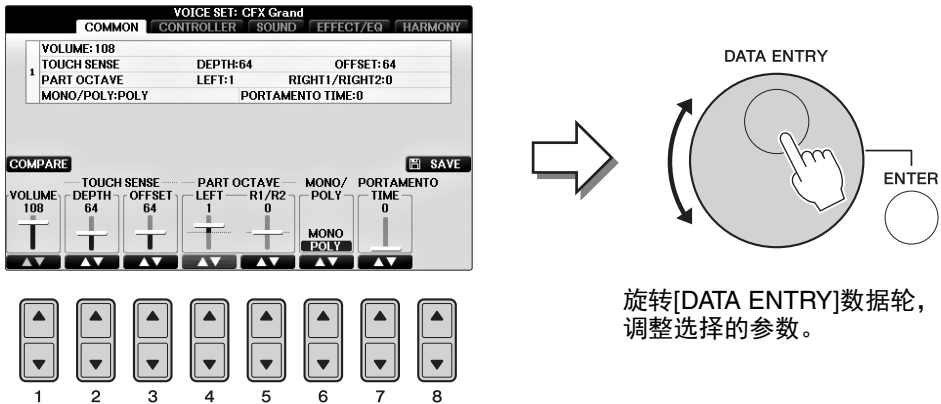 VOICE SET: CFX Grand
COMMON CONTROLLER SOUND EFFECT/EQ HARMONY
1
VOLUME: 108
TOUCH SENSE DEPTH:64 OFFSET:64
PART OCTAVE LEFT:1 RIGHT1/RIGHT2:0
MONO/POLY:POLY PORTAMENTO TIME:0
COMPARE SAVE
TOUCH SENSE PART OCTAVE MONO/ PORTAMENTO
VOLUME DEPTH OFFSET LEFT R1/R2 POLY TIME
108 64 64 1 0 0
MONO
POLY
1 2 3 4 5 6 7 8
DATA ENTRY
ENTER
旋转[DATA ENTRY]数据轮，
调整选择的参数。